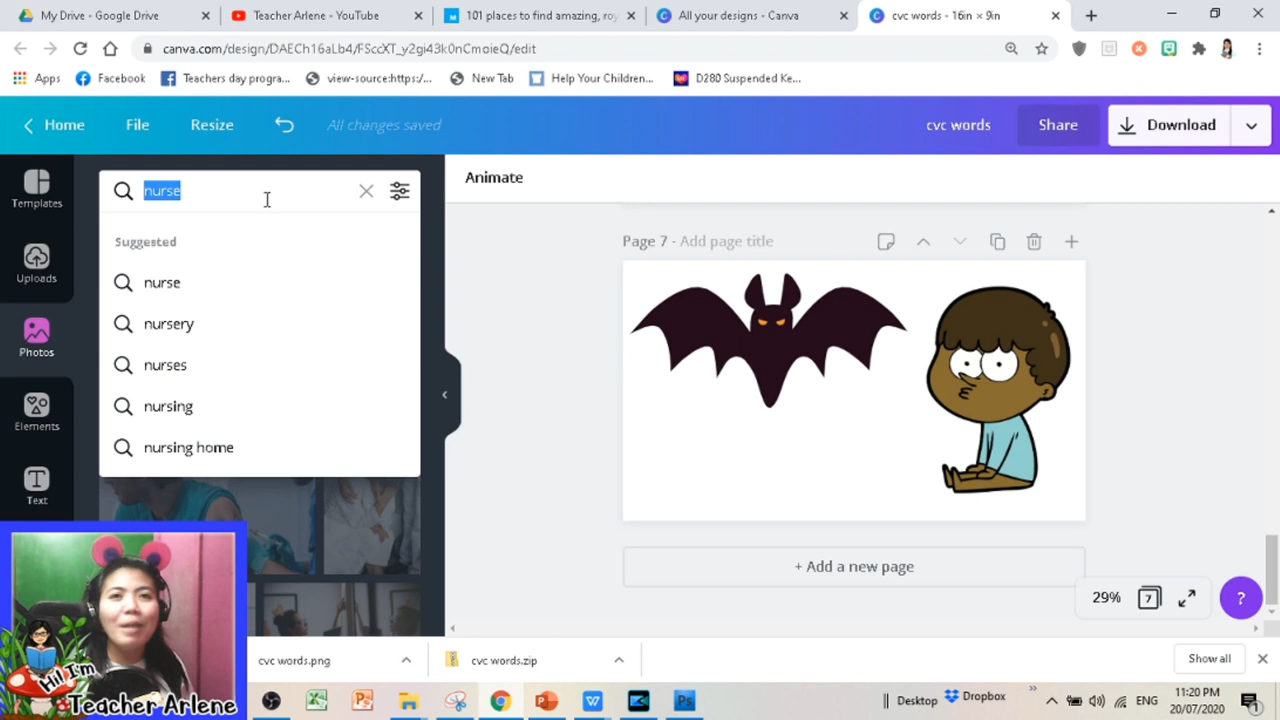 My Drive - Google Drive
Teacher Arlene - YouTube
101 places to find amazing, roy
All your designs - Canva
cvc words - 16in × 9in
canva.com/design/DAECh16aLb4/FSccXT_y2gi43k0nCmoieQ/edit
Apps
Facebook
Teachers day progra...
view-source:https:/...
New Tab
Help Your Children...
D280 Suspended Ke...
Home
File
Resize
All changes saved
cvc words
Share
Download
Templates
Uploads
Photos
Elements
Text
nurse
Suggested
nurse
nursery
nurses
nursing
nursing home
Animate
Page 7 - Add page title
+ Add a new page
29%
7
?
cvc words.png
cvc words.zip
Show all
Hi! I'm
Teacher Arlene
Desktop
Dropbox
ENG
11:20 PM
20/07/2020